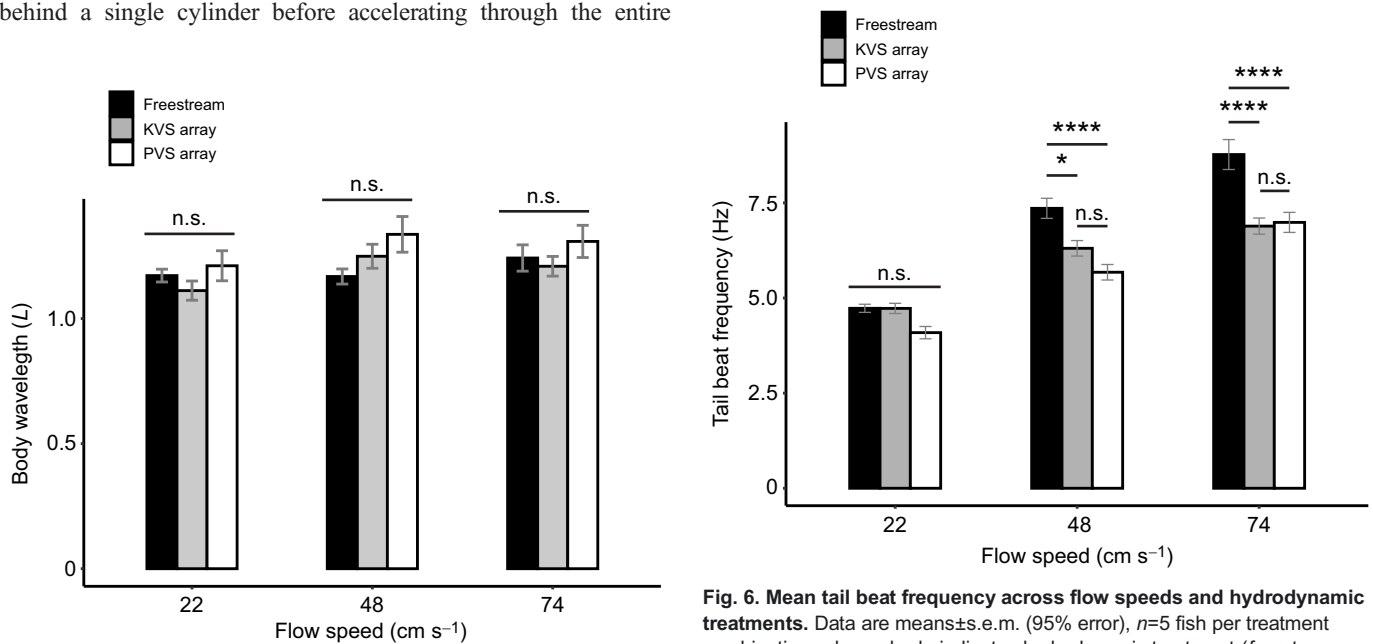 behind a single cylinder before accelerating through the entire
Freestream
KVS array
PVS array
n.s.
n.s.
n.s.
Body wavelegth (L)
1.0
0.5
0
22
48
74
Flow speed (cm s–1)
Freestream
KVS array
PVS array
****
****
****
*
n.s.
n.s.
n.s.
Tail beat frequency (Hz)
7.5
5.0
2.5
0
22
48
74
Flow speed (cm s–1)
Fig. 6. Mean tail beat frequency across flow speeds and hydrodynamic
treatments. Data are means±s.e.m. (95% error), n=5 fish per treatment